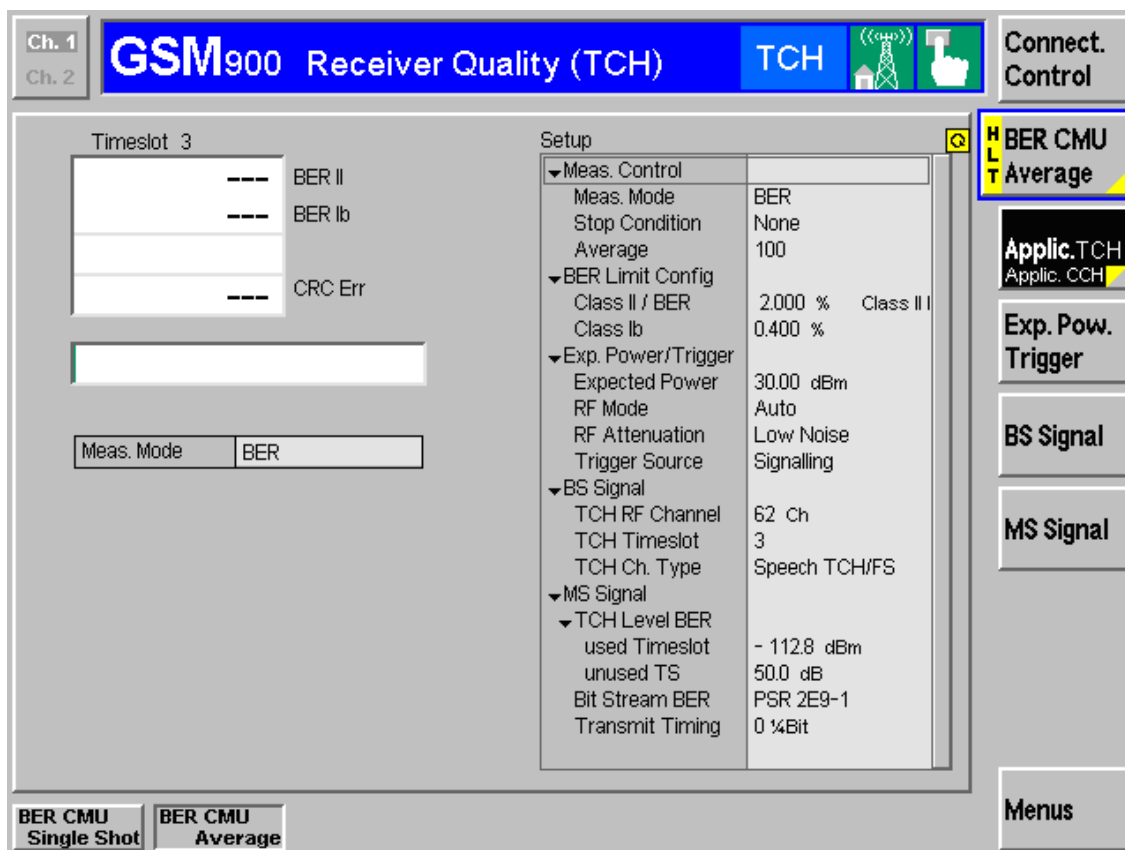 Ch. 1
Ch. 2
GSM900 Receiver Quality (TCH)
TCH
Connect.
Control
Timeslot 3
--- BER II
--- BER Ib
--- CRC Err
Meas. Mode BER
Setup
Meas. Control
Meas. Mode BER
Stop Condition None
Average 100
BER Limit Config
Class II / BER 2.000 % Class II I
Class Ib 0.400 %
Exp. Power/Trigger
Expected Power 30.00 dBm
RF Mode Auto
RF Attenuation Low Noise
Trigger Source Signalling
BS Signal
TCH RF Channel 62 Ch
TCH Timeslot 3
TCH Ch. Type Speech TCH/FS
MS Signal
TCH Level BER
used Timeslot - 112.8 dBm
unused TS 50.0 dB
Bit Stream BER PSR 2E9-1
Transmit Timing 0 ¼Bit
HLT
BER CMU
Average
Applic.TCH
Applic. CCH
Exp. Pow.
Trigger
BS Signal
MS Signal
Menus
BER CMU
Single Shot
BER CMU
Average